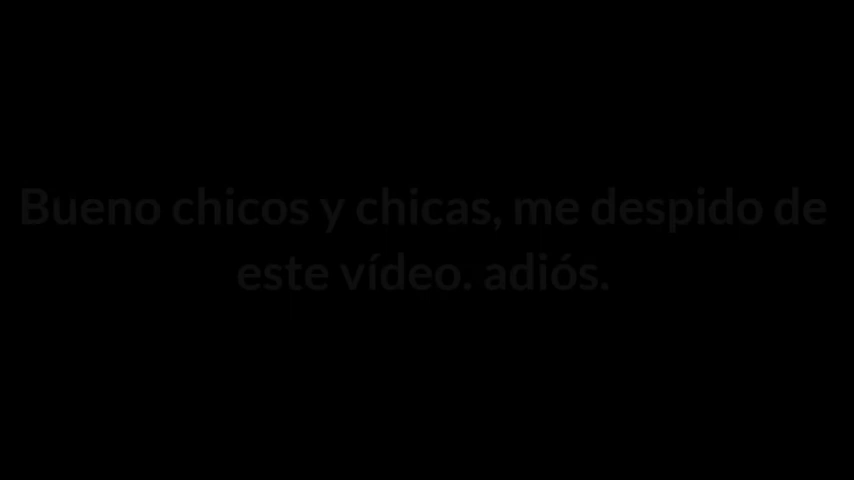 Bueno chicos y chicas, me despido de
este vídeo. adiós.